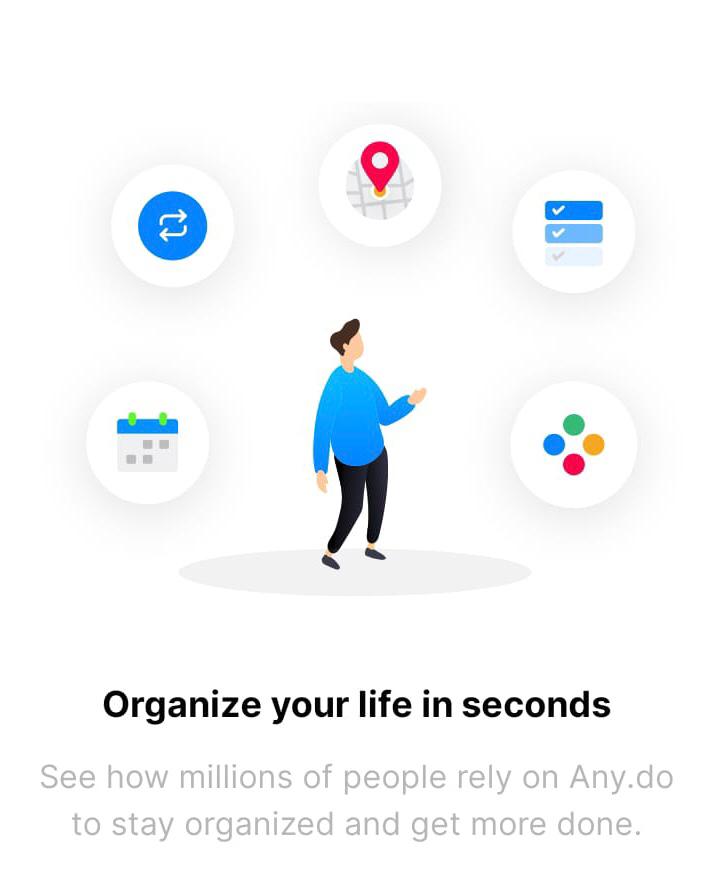 Organize your life in seconds
See how millions of people rely on Any.do
to stay organized and get more done.